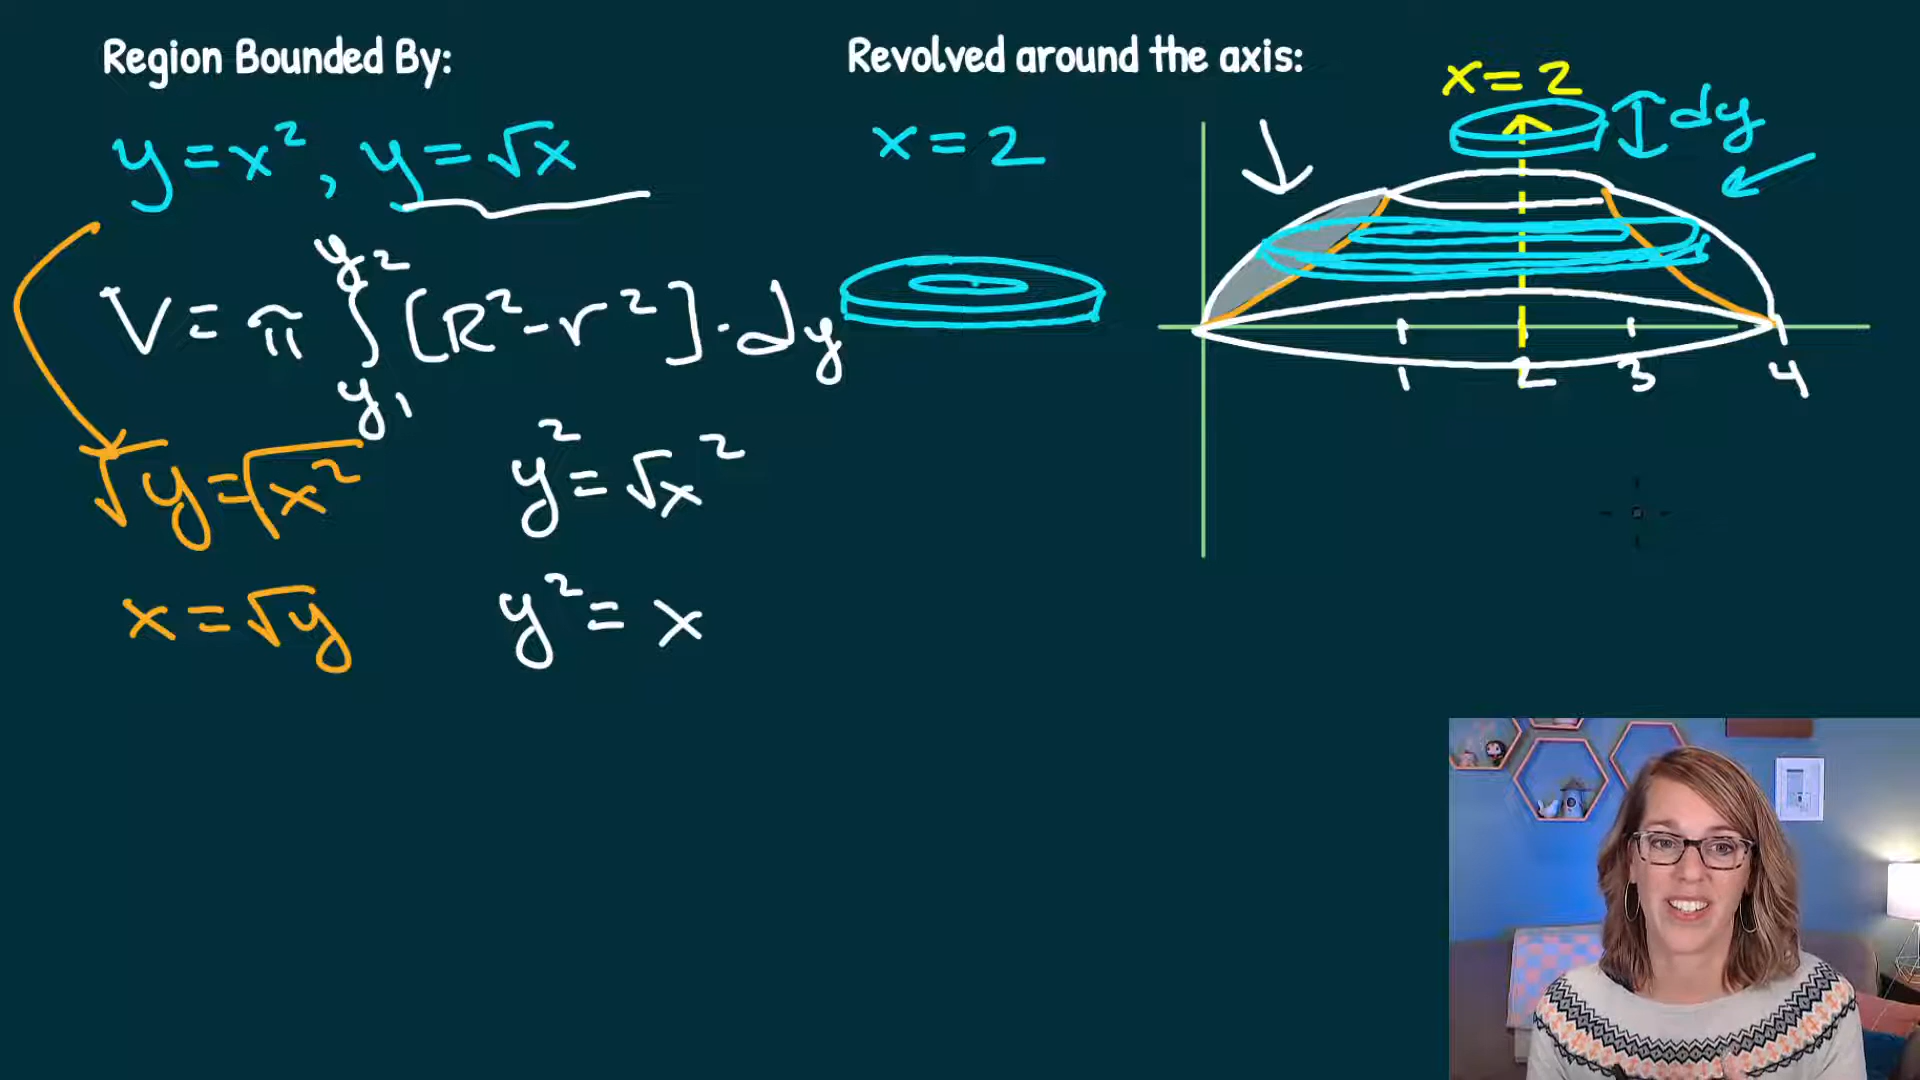 Region Bounded By:
y = x², y = √x
V = π ∫_{y₁}^{y₂} [R² - r²] · dy
√y = √x²
x = √y
y² = √x²
y² = x
Revolved around the axis:
x = 2
x = 2
dy
1 2 3 4